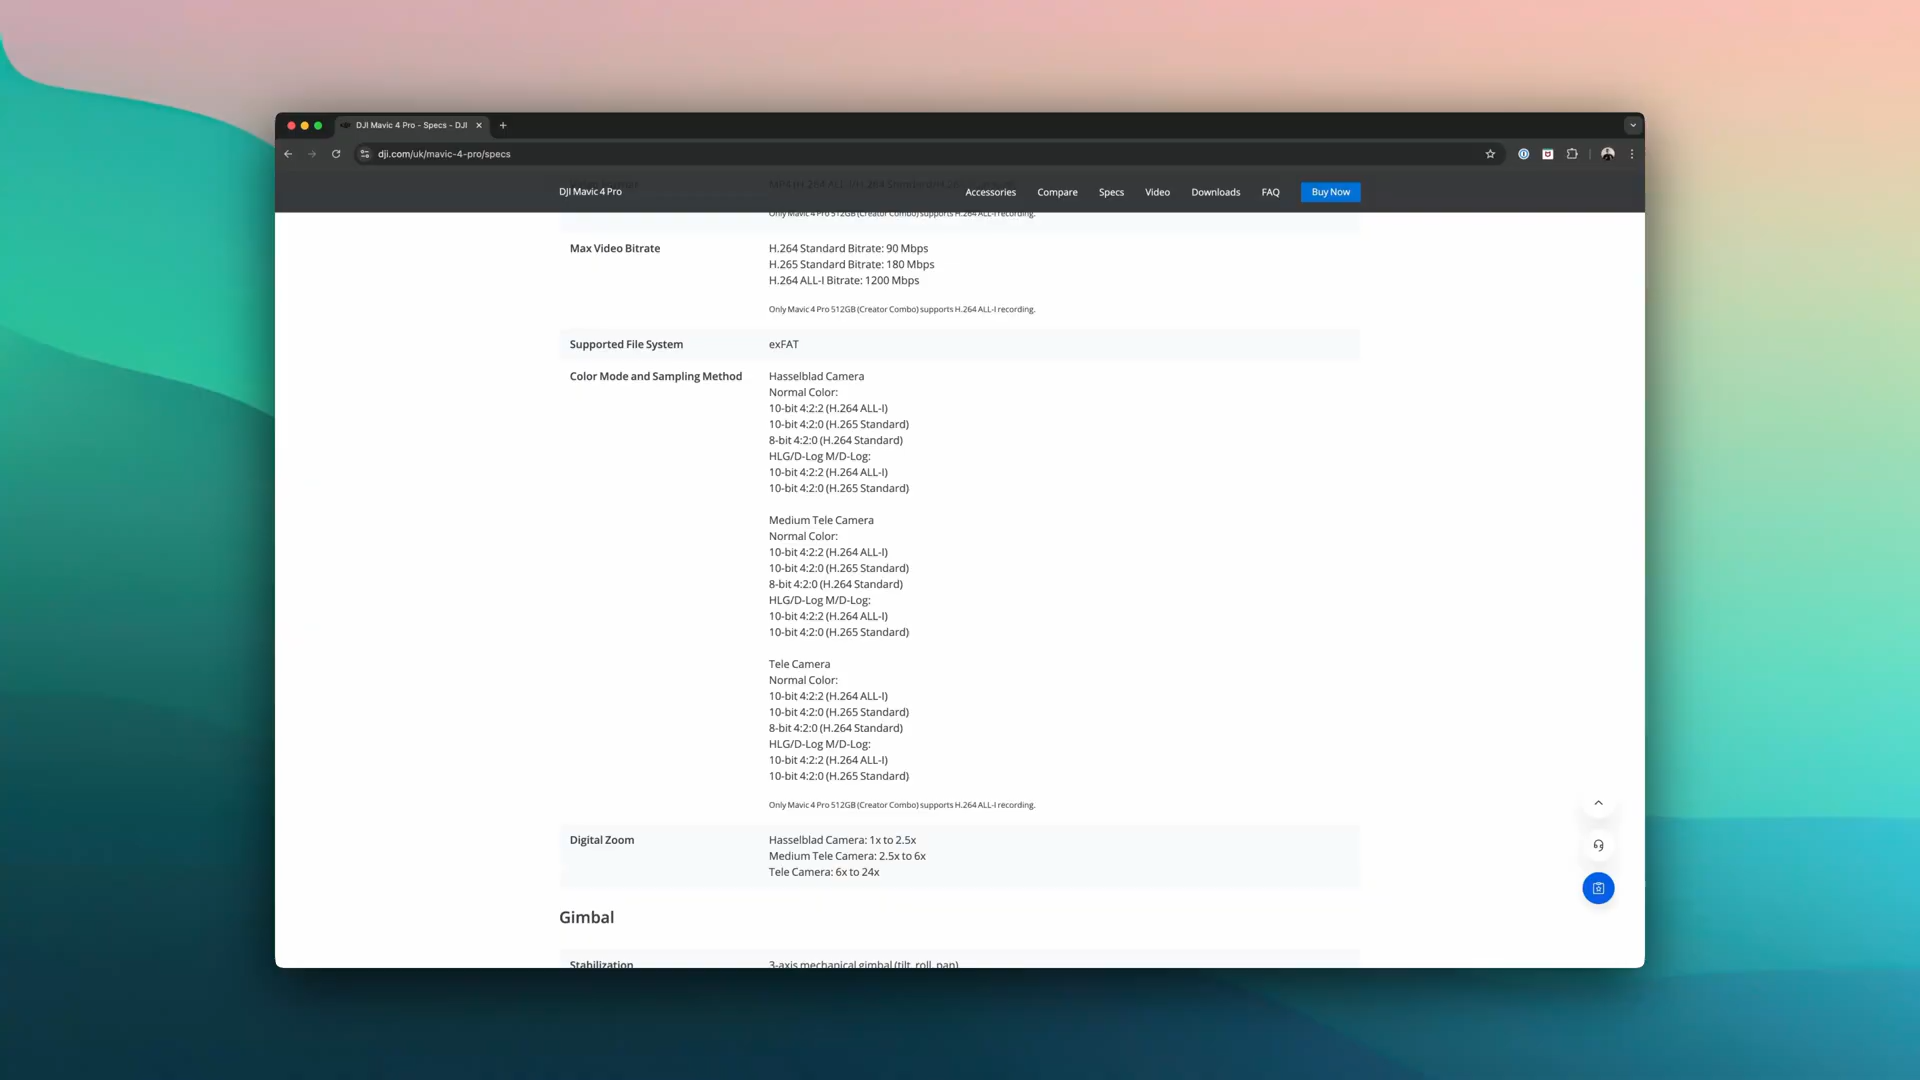 DJI Mavic 4 Pro - Specs - DJI
dji.com/uk/mavic-4-pro/specs
DJI Mavic 4 Pro
Accessories
Compare
Specs
Video
Downloads
FAQ
Buy Now
Only Mavic 4 Pro 512GB (Creator Combo) supports H.264 ALL-I recording.
Max Video Bitrate
H.264 Standard Bitrate: 90 Mbps
H.265 Standard Bitrate: 180 Mbps
H.264 ALL-I Bitrate: 1200 Mbps
Only Mavic 4 Pro 512GB (Creator Combo) supports H.264 ALL-I recording.
Supported File System
exFAT
Color Mode and Sampling Method
Hasselblad Camera
Normal Color:
10-bit 4:2:2 (H.264 ALL-I)
10-bit 4:2:0 (H.265 Standard)
8-bit 4:2:0 (H.264 Standard)
HLG/D-Log M/D-Log:
10-bit 4:2:2 (H.264 ALL-I)
10-bit 4:2:0 (H.265 Standard)
Medium Tele Camera
Normal Color:
10-bit 4:2:2 (H.264 ALL-I)
10-bit 4:2:0 (H.265 Standard)
8-bit 4:2:0 (H.264 Standard)
HLG/D-Log M/D-Log:
10-bit 4:2:2 (H.264 ALL-I)
10-bit 4:2:0 (H.265 Standard)
Tele Camera
Normal Color:
10-bit 4:2:2 (H.264 ALL-I)
10-bit 4:2:0 (H.265 Standard)
8-bit 4:2:0 (H.264 Standard)
HLG/D-Log M/D-Log:
10-bit 4:2:2 (H.264 ALL-I)
10-bit 4:2:0 (H.265 Standard)
Only Mavic 4 Pro 512GB (Creator Combo) supports H.264 ALL-I recording.
Digital Zoom
Hasselblad Camera: 1x to 2.5x
Medium Tele Camera: 2.5x to 6x
Tele Camera: 6x to 24x
Gimbal
Stabilization
3-axis mechanical gimbal (tilt, roll, pan)